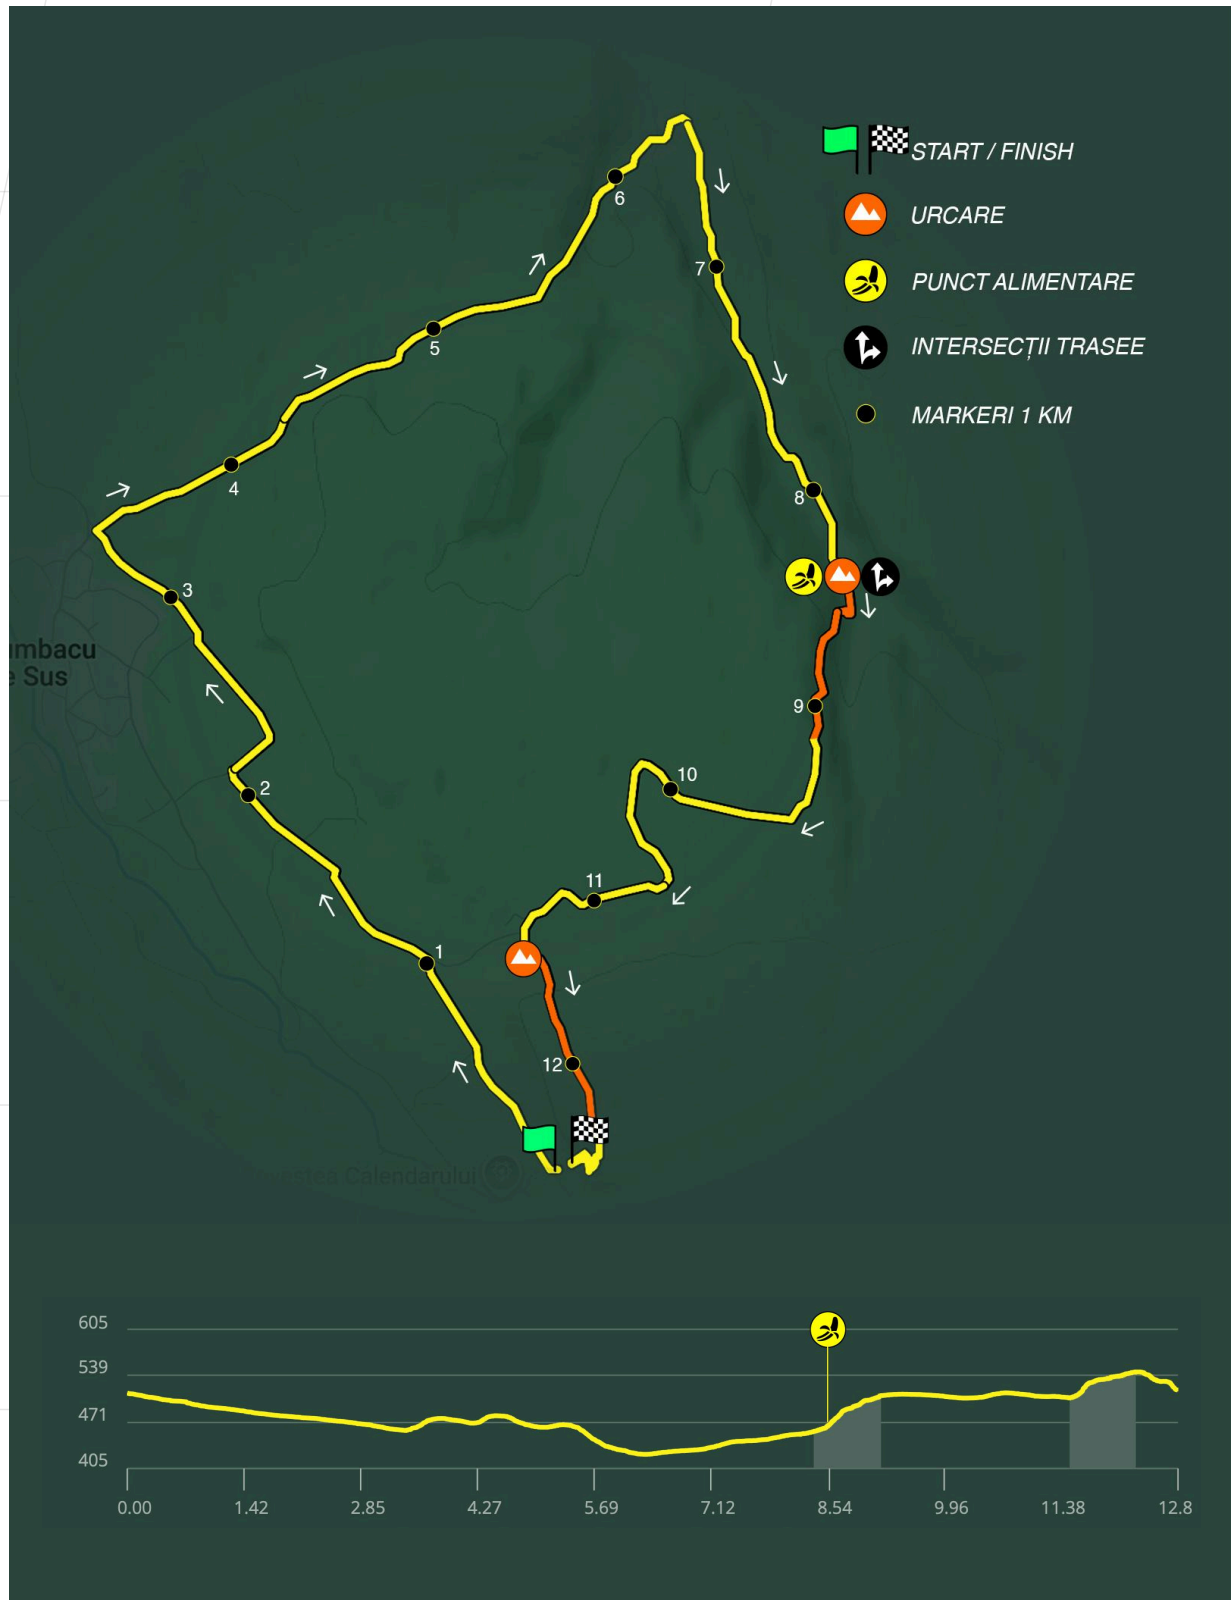 START / FINISH
URCARE
PUNCT ALIMENTARE
INTERSECȚII TRASEE
MARKERI 1 KM
6
7
5
4
8
3
mbacu
Sus
9
2
10
11
1
12
Calendarului
605
539
471
405
0.00 1.42 2.85 4.27 5.69 7.12 8.54 9.96 11.38 12.8